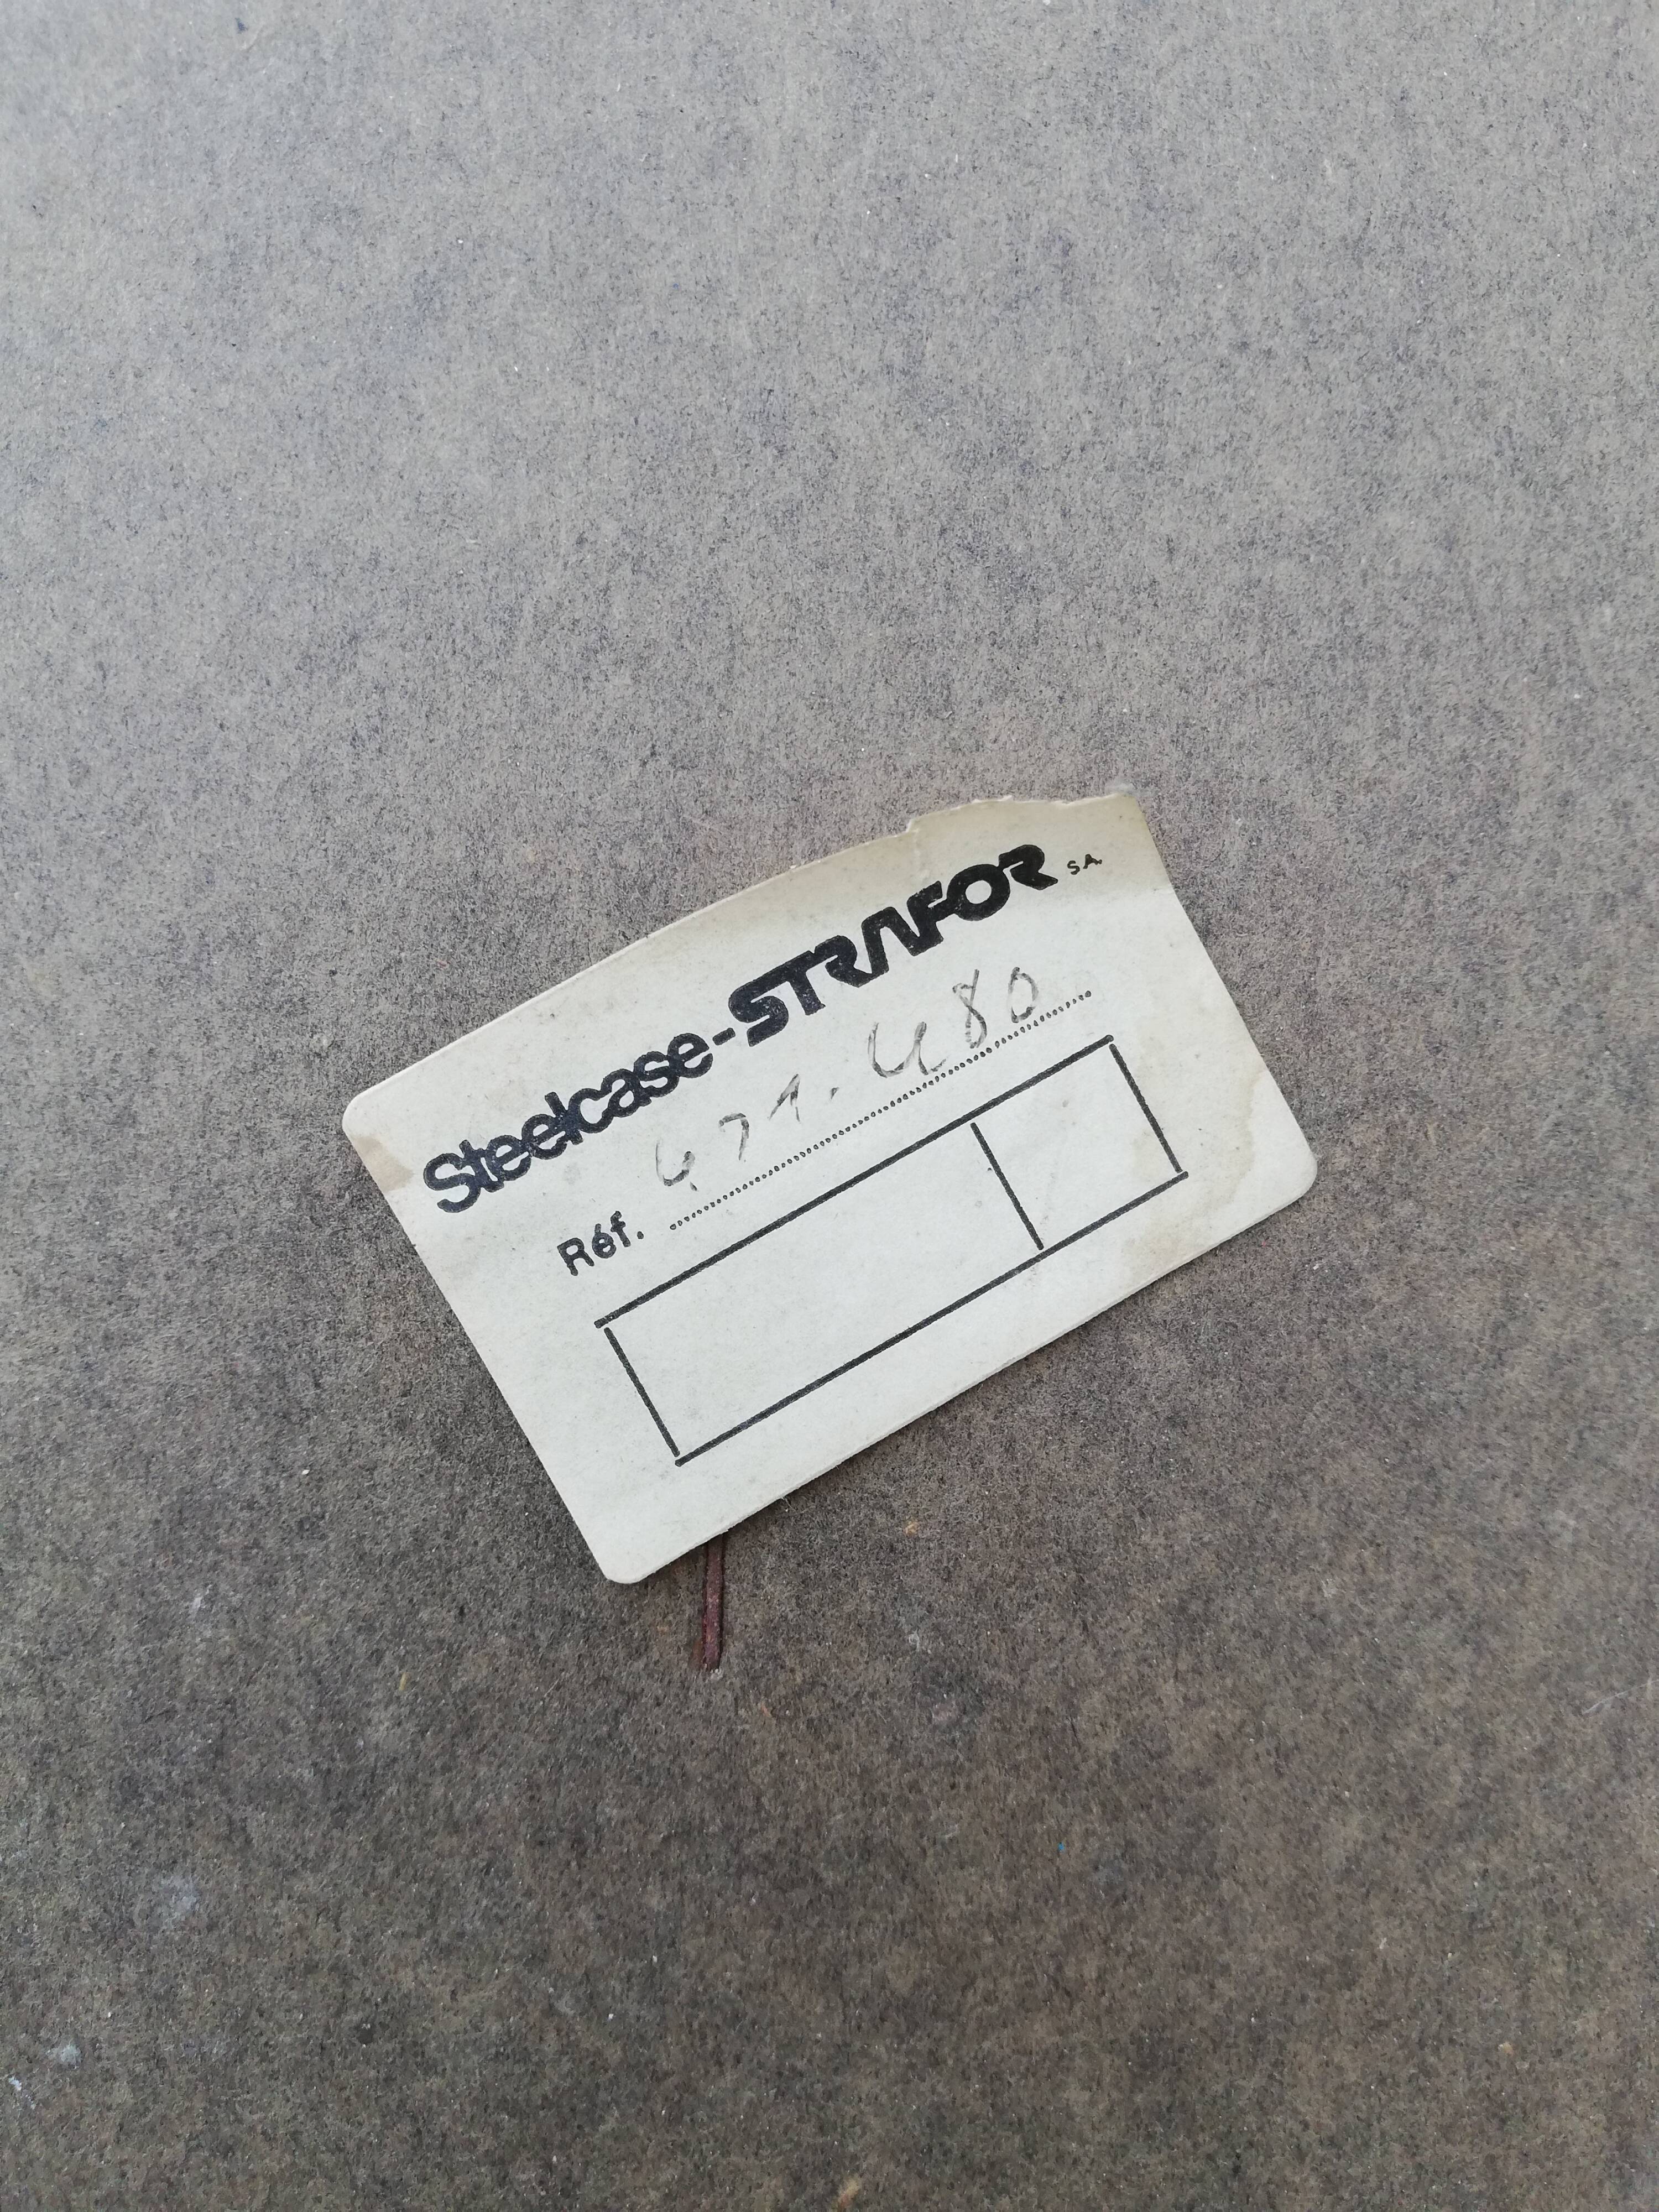 Steelcase-STRAFOR S.A.
Réf. 471.480